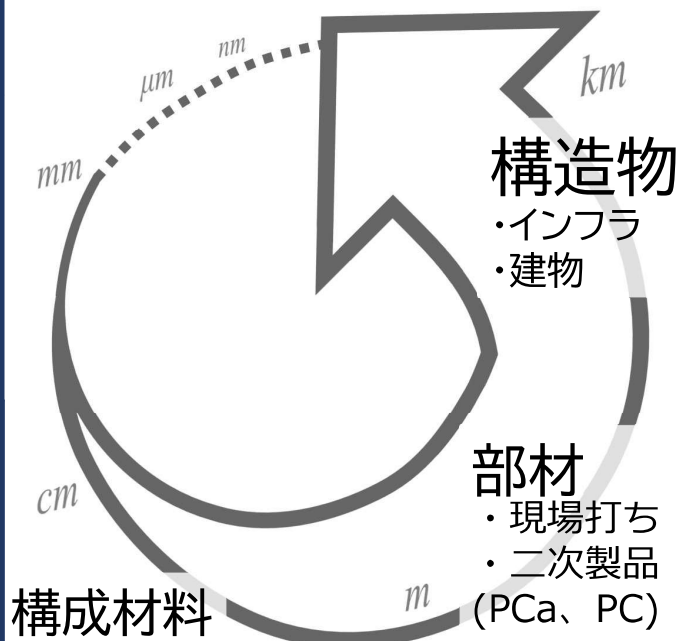 nm
μm
km
mm
構造物
・インフラ
・建物
部材
・現場打ち
・二次製品
(PCa、PC)
cm
m
構成材料